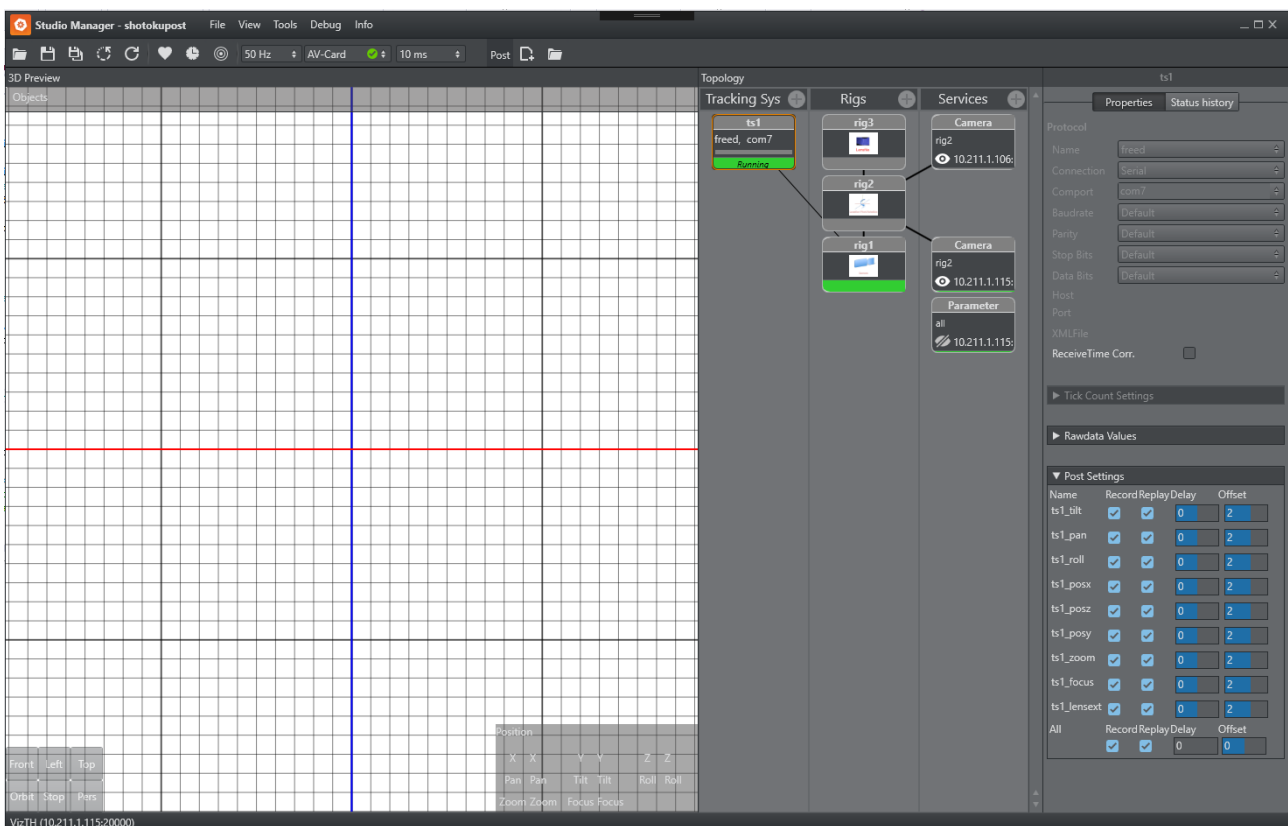 Studio Manager - shotokupost File View Tools Debug Info
50 Hz AV-Card 10 ms Post
3D Preview
Objects
Front Left Top
Orbit Stop Pers
Position
X X Y Y Z Z
Pan Pan Tilt Tilt Roll Roll
Zoom Zoom Focus Focus
Topology
Tracking Sys Rigs Services
ts1
freed, com7
Running
rig3
rig2
rig1
Camera
rig2
10.211.1.106:
Camera
rig2
10.211.1.115:
Parameter
all
10.211.1.115:
ts1
Properties Status history
Protocol
Name freed
Connection Serial
Comport com7
Baudrate Default
Parity Default
Stop Bits Default
Data Bits Default
Host
Port
XMLFile
ReceiveTime Corr.
Tick Count Settings
Rawdata Values
Post Settings
Name Record Replay Delay Offset
ts1_tilt 0 2
ts1_pan 0 2
ts1_roll 0 2
ts1_posx 0 2
ts1_posz 0 2
ts1_posy 0 2
ts1_zoom 0 2
ts1_focus 0 2
ts1_lensext 0 2
All Record Replay Delay Offset
0 0
VizTH (10.211.1.115:20000)